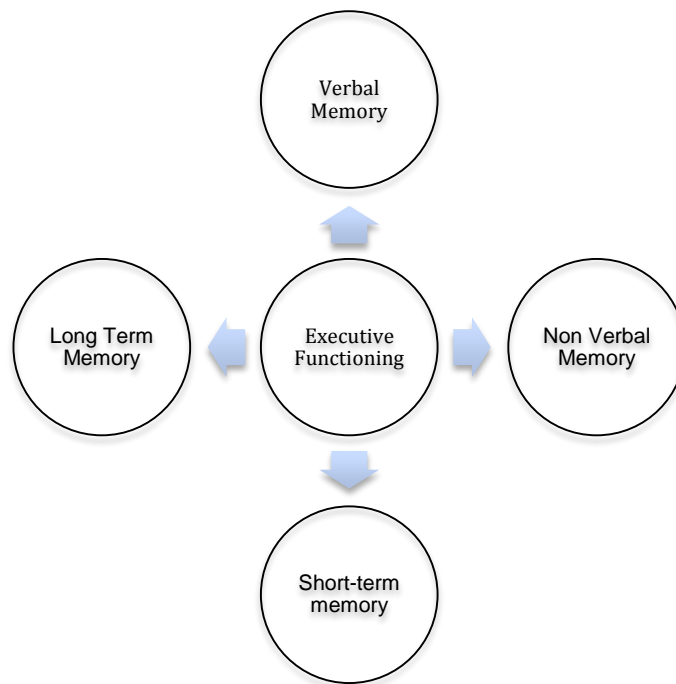 Verbal
Memory
Long Term
Memory
Executive
Functioning
Non Verbal
Memory
Short-term
memory